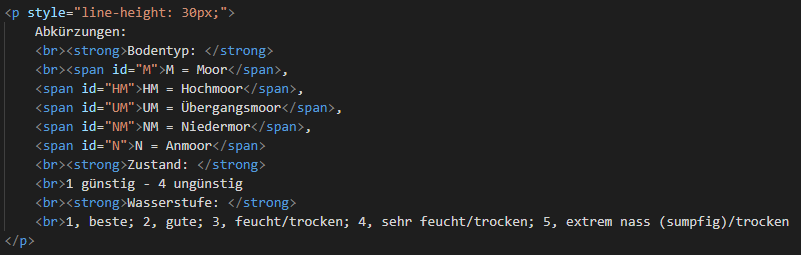 <p style="line-height: 30px;">
Abkürzungen:
<br><strong>Bodentyp: </strong>
<br><span id="M">M = Moor</span>,
<span id="HM">HM = Hochmoor</span>,
<span id="UM">UM = Übergangsmoor</span>,
<span id="NM">NM = Niedermor</span>,
<span id="N">N = Anmoor</span>
<br><strong>Zustand: </strong>
<br>1 günstig - 4 ungünstig
<br><strong>Wasserstufe: </strong>
<br>1, beste; 2, gute; 3, feucht/trocken; 4, sehr feucht/trocken; 5, extrem nass (sumpfig)/trocken
</p>